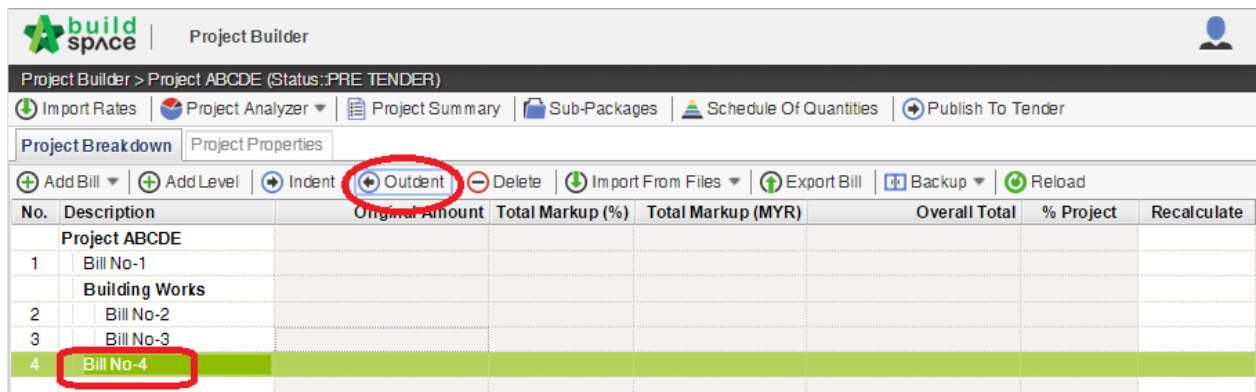 build space Project Builder
Project Builder > Project ABCDE (Status::PRE TENDER)
Import Rates Project Analyzer Project Summary Sub-Packages Schedule Of Quantities Publish To Tender
Project Breakdown Project Properties
Add Bill Add Level Indent Outdent Delete Import From Files Export Bill Backup Reload
No. Description Original Amount Total Markup (%) Total Markup (MYR) Overall Total % Project Recalculate
Project ABCDE
1 Bill No-1
Building Works
2 Bill No-2
3 Bill No-3
4 Bill No-4